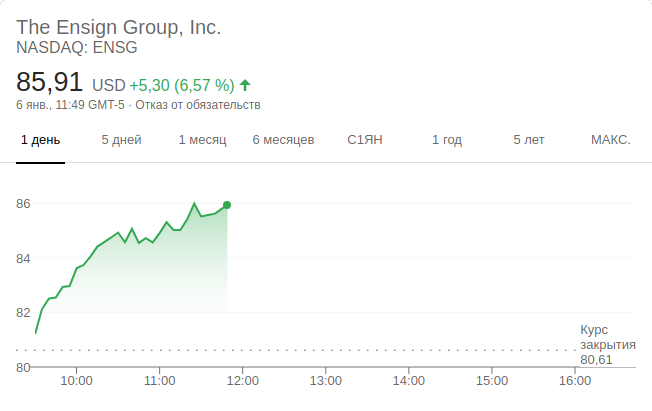 The Ensign Group, Inc.
NASDAQ: ENSG
85,91 USD +5,30 (6,57 %)
6 янв., 11:49 GMT-5 · Отказ от обязательств
1 день 5 дней 1 месяц 6 месяцев С1ЯН 1 год 5 лет МАКС.
86
84
82
Курс
закрытия
80,61
80
10:00 11:00 12:00 13:00 14:00 15:00 16:00